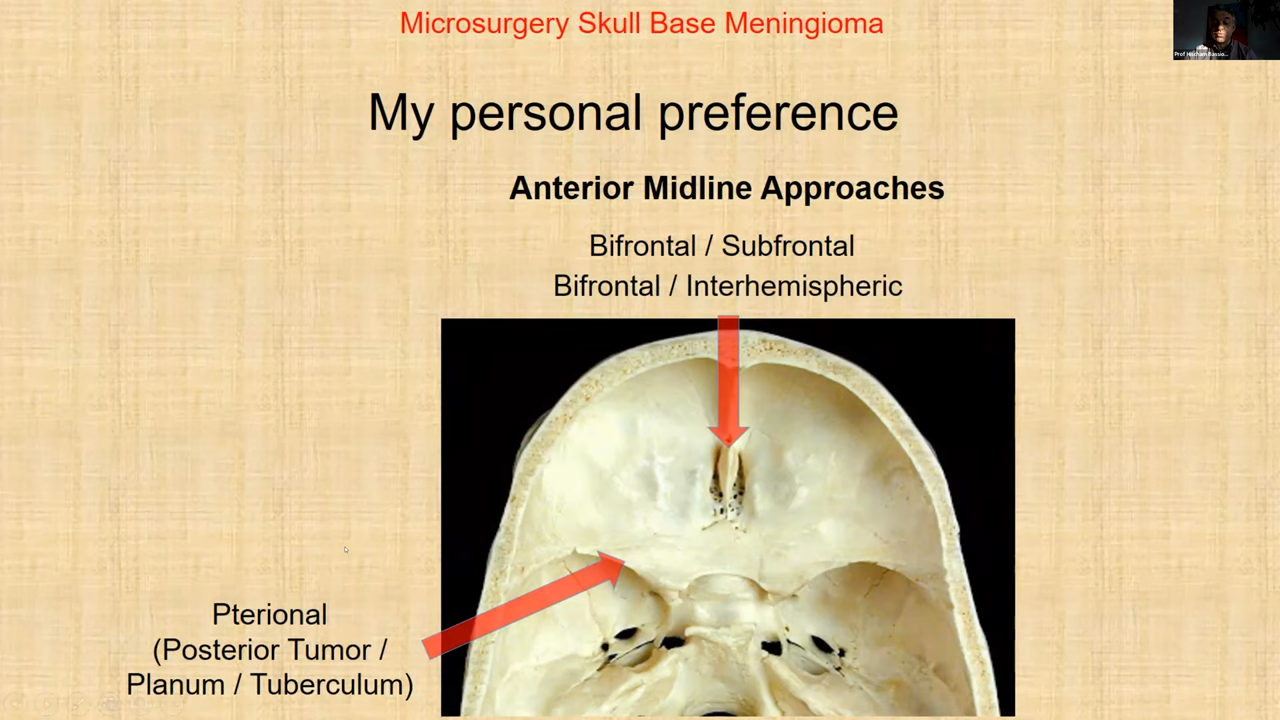 Microsurgery Skull Base Meningioma
My personal preference
Anterior Midline Approaches
Bifrontal / Subfrontal
Bifrontal / Interhemispheric
Pterional
(Posterior Tumor /
Planum / Tuberculum)